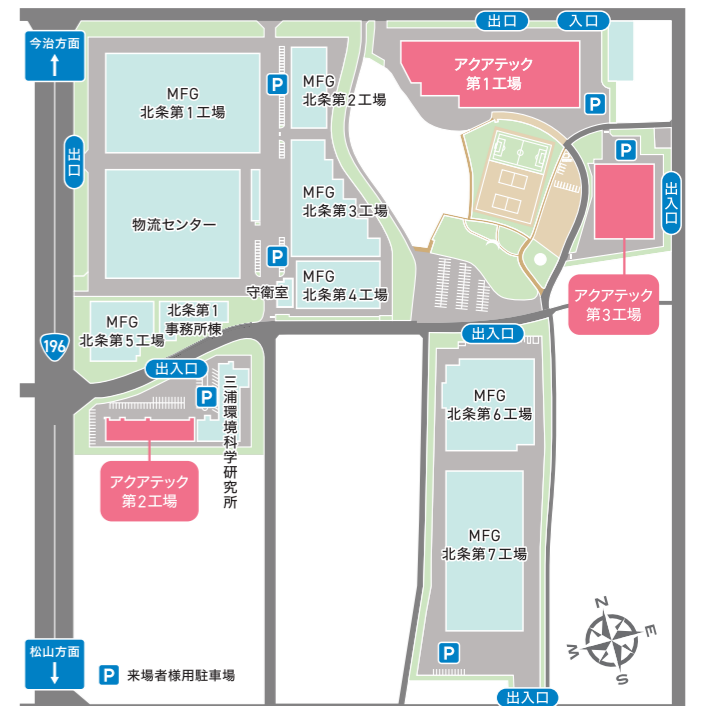 出口
入口
今治方面
MFG
北条第1工場
P
MFG
北条第2工場
アクアテック
第1工場
P
出口
P
出入口
MFG
北条第3工場
物流センター
P
守衛室
MFG
北条第4工場
アクアテック
第3工場
MFG
北条第5工場
北条第1
事務所棟
出入口
196
出入口
P
三浦環境科学研究所
MFG
北条第6工場
アクアテック
第2工場
MFG
北条第7工場
N
E
W
S
松山方面
P 来場者様用駐車場
P
出入口